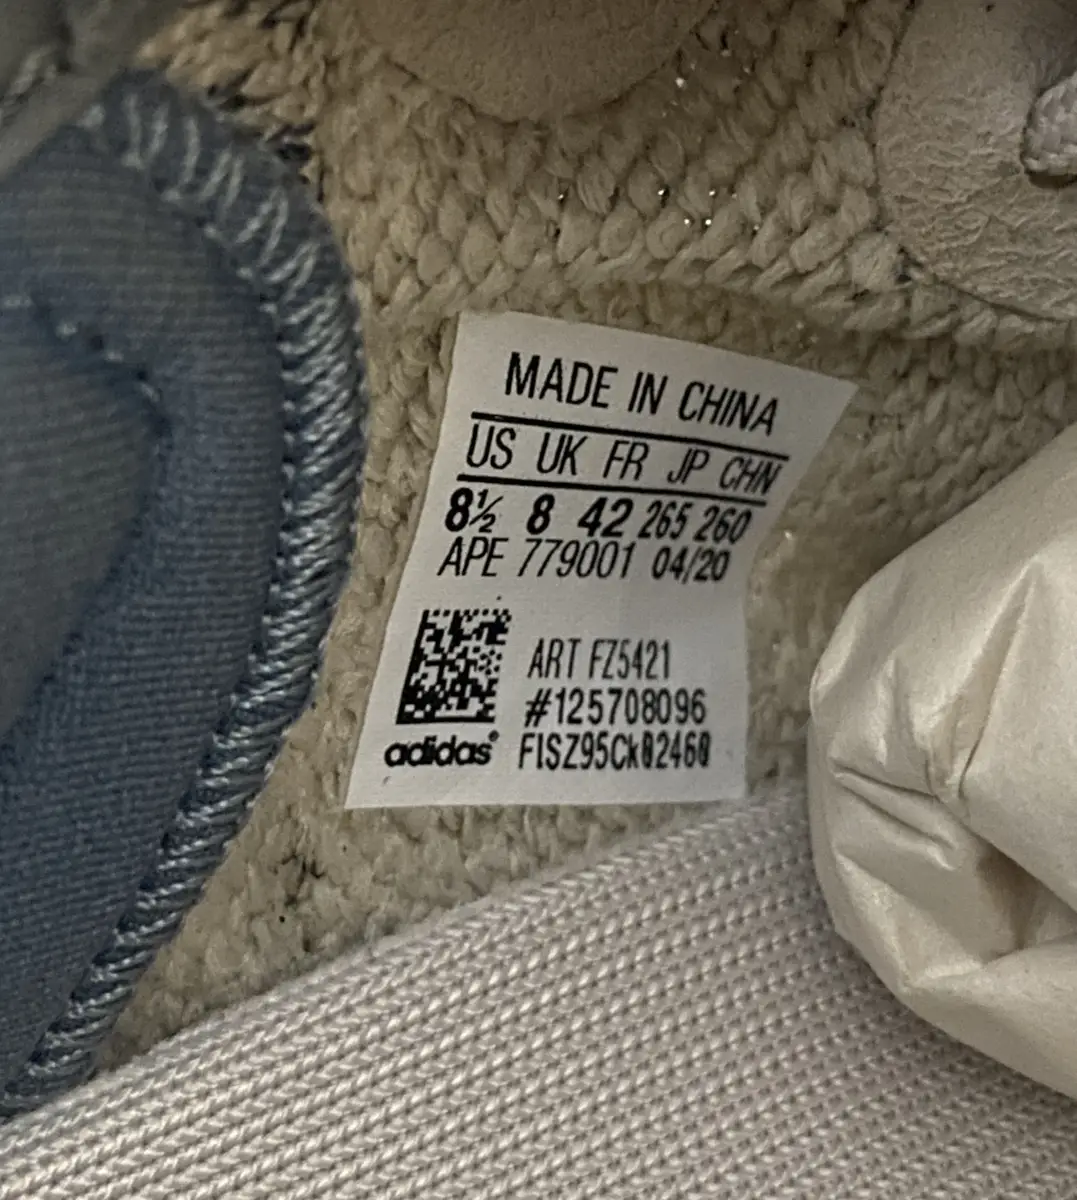 MADE IN CHINA
US UK FR JP CHN
8½ 8 42 265 260
APE 779001 04/20
ART FZ5421
#125708096
adidas® FISZ95Ck02460